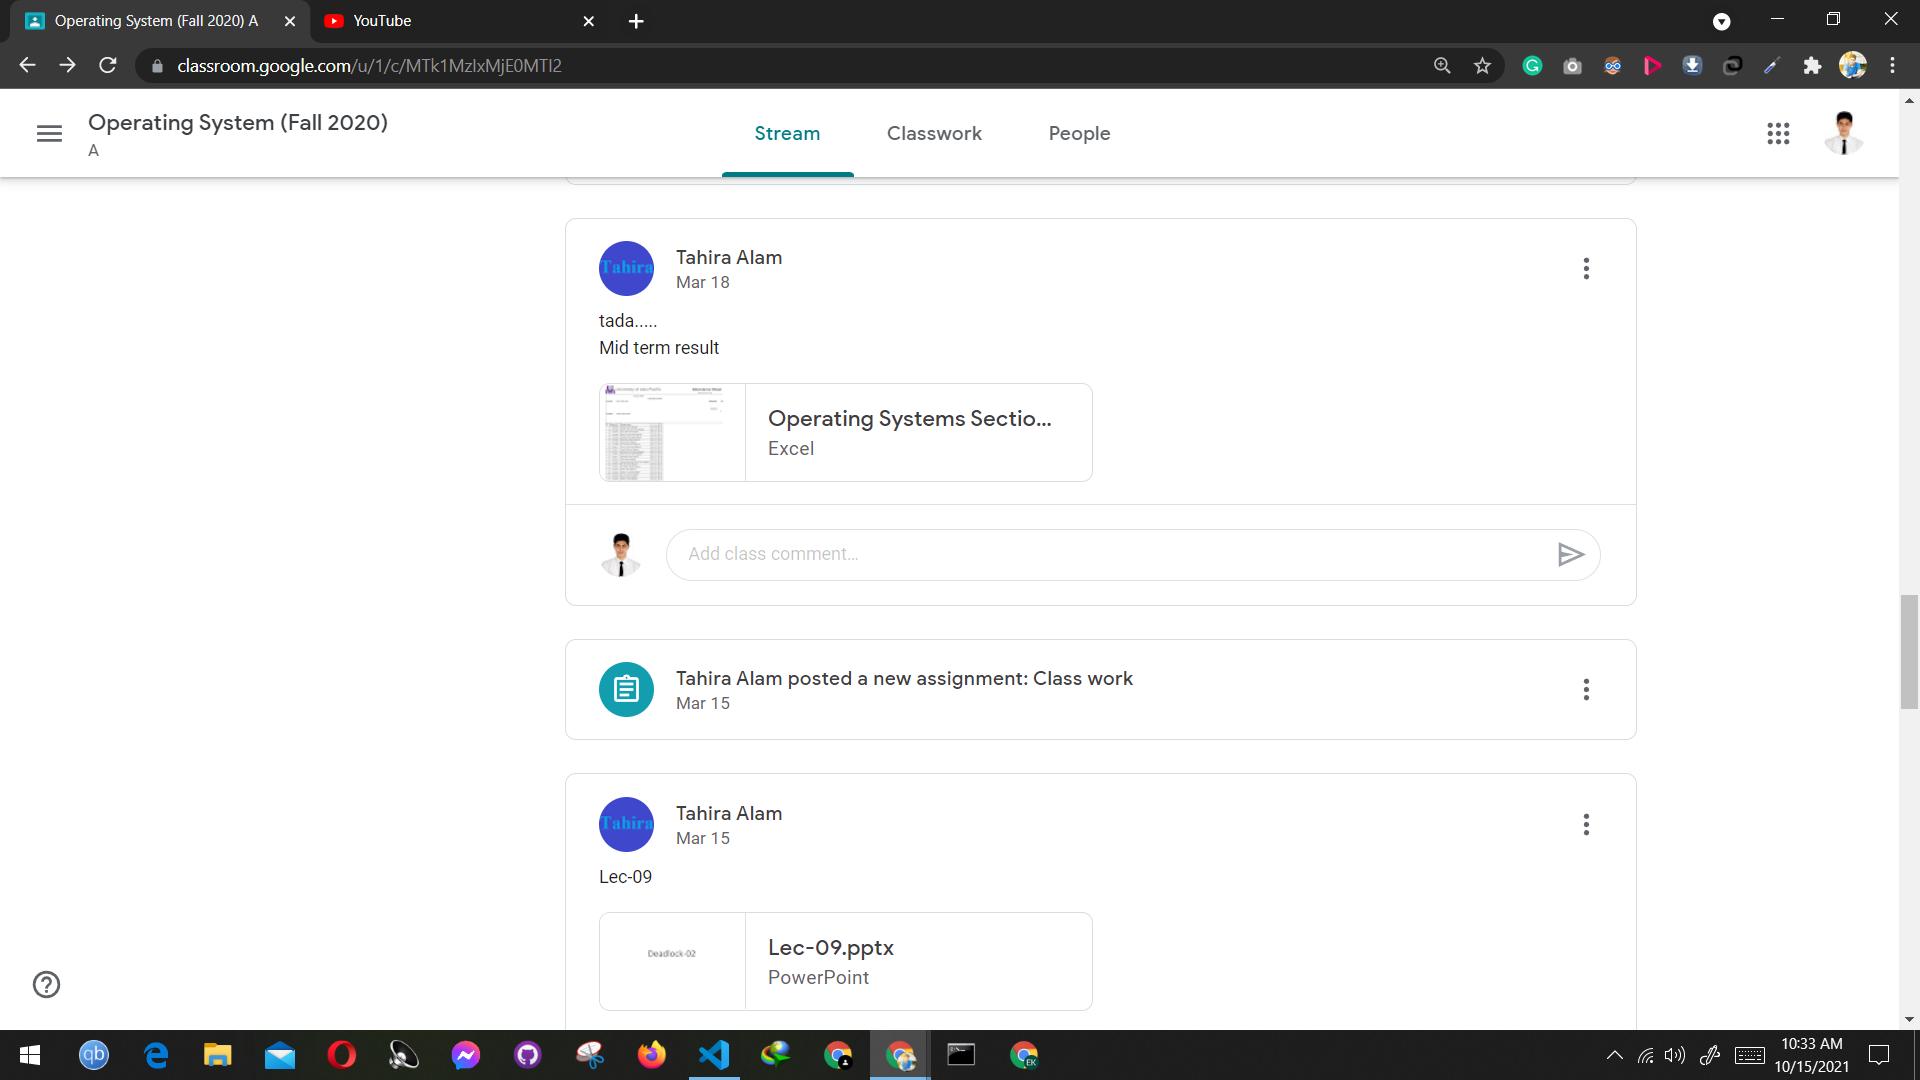 Operating System (Fall 2020) A
YouTube
classroom.google.com/u/1/c/MTk1MzIxMjE0MTI2
Operating System (Fall 2020)
A
Stream
Classwork
People
Tahira
Tahira Alam
Mar 18
tada.....
Mid term result
Operating Systems Sectio...
Excel
Add class comment...
Tahira Alam posted a new assignment: Class work
Mar 15
Tahira
Tahira Alam
Mar 15
Lec-09
Deadlock-02
Lec-09.pptx
PowerPoint
qb
EK
10:33 AM
10/15/2021